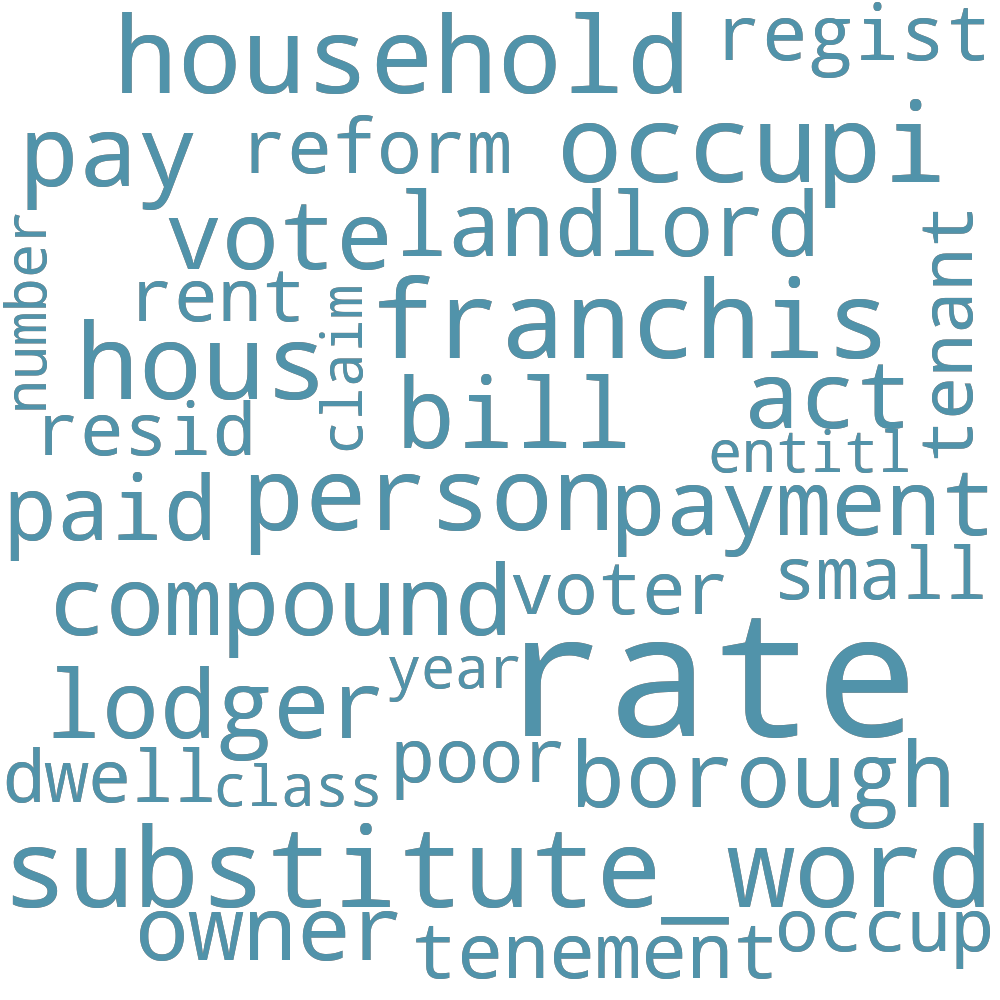 household regist
pay reform occupi
number vote landlord tenant
rent claim franchis
hous bill act
resid entitl
paid person payment
compound voter small
lodger year rate
dwell class poor borough
substitute_word
owner tenement occup